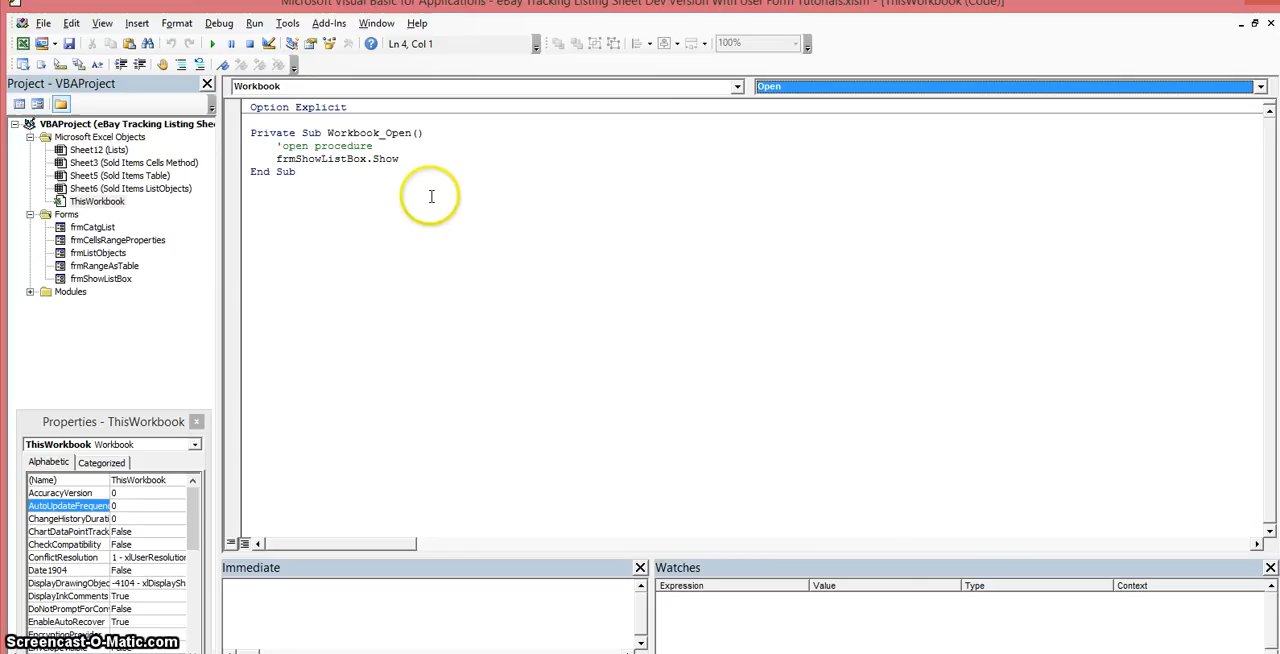 Microsoft Visual Basic for Applications - eBay Tracking Listing Sheet Dev Version With User Form Tutorials.xlsm - [ThisWorkbook (Code)]
File Edit View Insert Format Debug Run Tools Add-Ins Window Help
Ln 4, Col 1
100%
Project - VBAProject
Workbook
Open
VBAProject (eBay Tracking Listing Shee
Microsoft Excel Objects
Sheet12 (Lists)
Sheet3 (Sold Items Cells Method)
Sheet5 (Sold Items Table)
Sheet6 (Sold Items ListObjects)
ThisWorkbook
Forms
frmCatgList
frmCellsRangeProperties
frmListObjects
frmRangeAsTable
frmShowListBox
Modules
Option Explicit
Private Sub Workbook_Open()
'open procedure
frmShowListBox.Show
End Sub
Properties - ThisWorkbook
ThisWorkbook Workbook
Alphabetic Categorized
(Name) ThisWorkbook
AccuracyVersion 0
AutoUpdateFrequenc 0
ChangeHistoryDurati 0
ChartDataPointTrack False
CheckCompatibility False
ConflictResolution 1 - xlUserResolution
Date1904 False
DisplayDrawingObjec -4104 - xlDisplaySh
DisplayInkComments True
DoNotPromptForCon False
EnableAutoRecover True
Immediate
Watches
Expression Value Type Context
Screencast-O-Matic.com